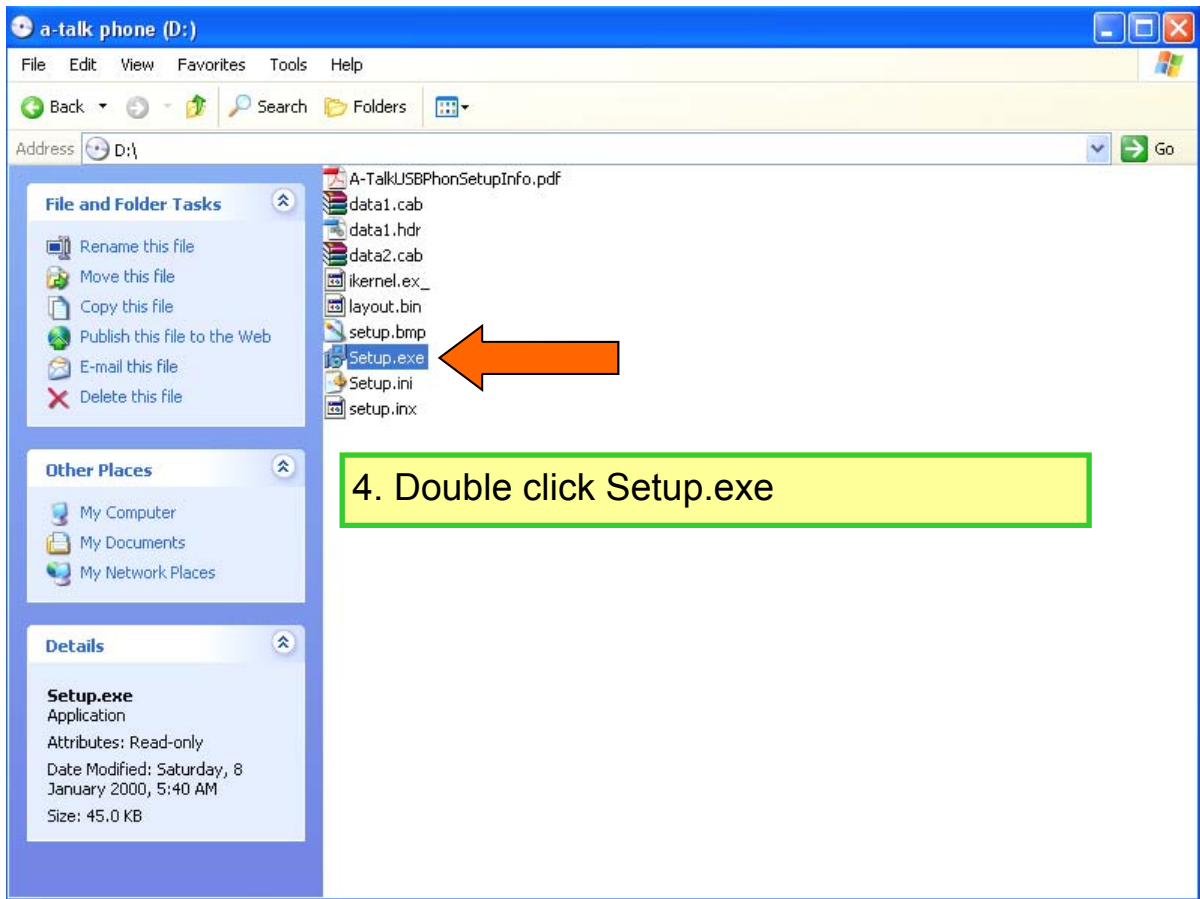 a-talk phone (D:)
File Edit View Favorites Tools Help
Back Search Folders
Address D:\ Go
File and Folder Tasks
Rename this file
Move this file
Copy this file
Publish this file to the Web
E-mail this file
Delete this file
Other Places
My Computer
My Documents
My Network Places
Details
Setup.exe
Application
Attributes: Read-only
Date Modified: Saturday, 8
January 2000, 5:40 AM
Size: 45.0 KB
A-TalkUSBPhonSetupInfo.pdf
data1.cab
data1.hdr
data2.cab
ikernel.ex_
layout.bin
setup.bmp
Setup.exe
Setup.ini
setup.inx
4. Double click Setup.exe